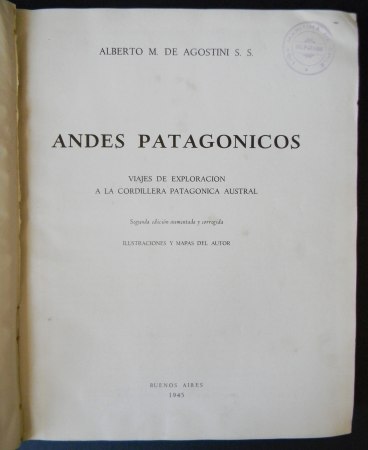 ALBERTO M. DE AGOSTINI S. S.
ANDES PATAGONICOS
VIAJES DE EXPLORACION
A LA CORDILLERA PATAGONICA AUSTRAL
Segunda edición aumentada y corregida
ILUSTRACIONES Y MAPAS DEL AUTOR
BUENOS AIRES
1945